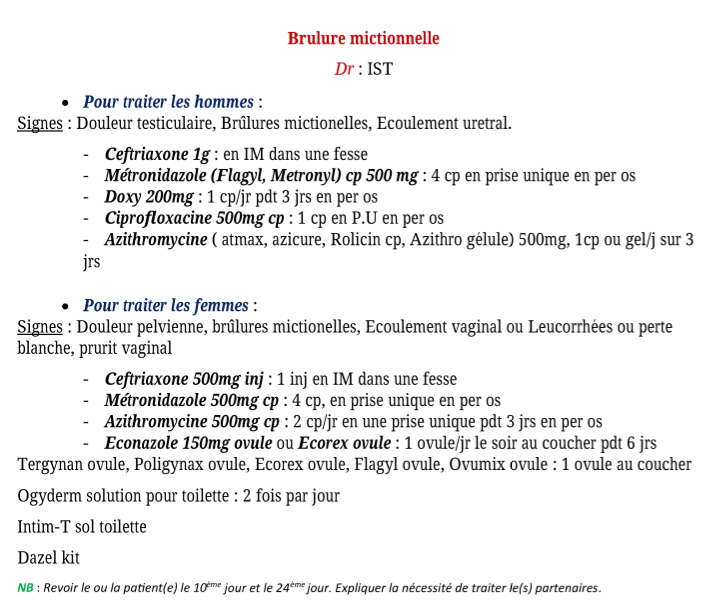 Brulure mictionnelle
Dr : IST
• Pour traiter les hommes :
Signes : Douleur testiculaire, Brûlures mictionelles, Ecoulement uretral.
- Ceftriaxone 1g : en IM dans une fesse
- Métronidazole (Flagyl, Metronyl) cp 500 mg : 4 cp en prise unique en per os
- Doxy 200mg : 1 cp/jr pdt 3 jrs en per os
- Ciprofloxacine 500mg cp : 1 cp en P.U en per os
- Azithromycine ( atmax, azicure, Rolicin cp, Azithro gélule) 500mg, 1cp ou gel/j sur 3
jrs
• Pour traiter les femmes :
Signes : Douleur pelvienne, brûlures mictionelles, Ecoulement vaginal ou Leucorrhées ou perte
blanche, prurit vaginal
- Ceftriaxone 500mg inj : 1 inj en IM dans une fesse
- Métronidazole 500mg cp : 4 cp, en prise unique en per os
- Azithromycine 500mg cp : 2 cp/jr en une prise unique pdt 3 jrs en per os
- Econazole 150mg ovule ou Ecorex ovule : 1 ovule/jr le soir au coucher pdt 6 jrs
Tergynan ovule, Poligynax ovule, Ecorex ovule, Flagyl ovule, Ovumix ovule : 1 ovule au coucher
Ogyderm solution pour toilette : 2 fois par jour
Intim-T sol toilette
Dazel kit
NB : Revoir le ou la patient(e) le 10ème jour et le 24ème jour. Expliquer la nécessité de traiter le(s) partenaires.